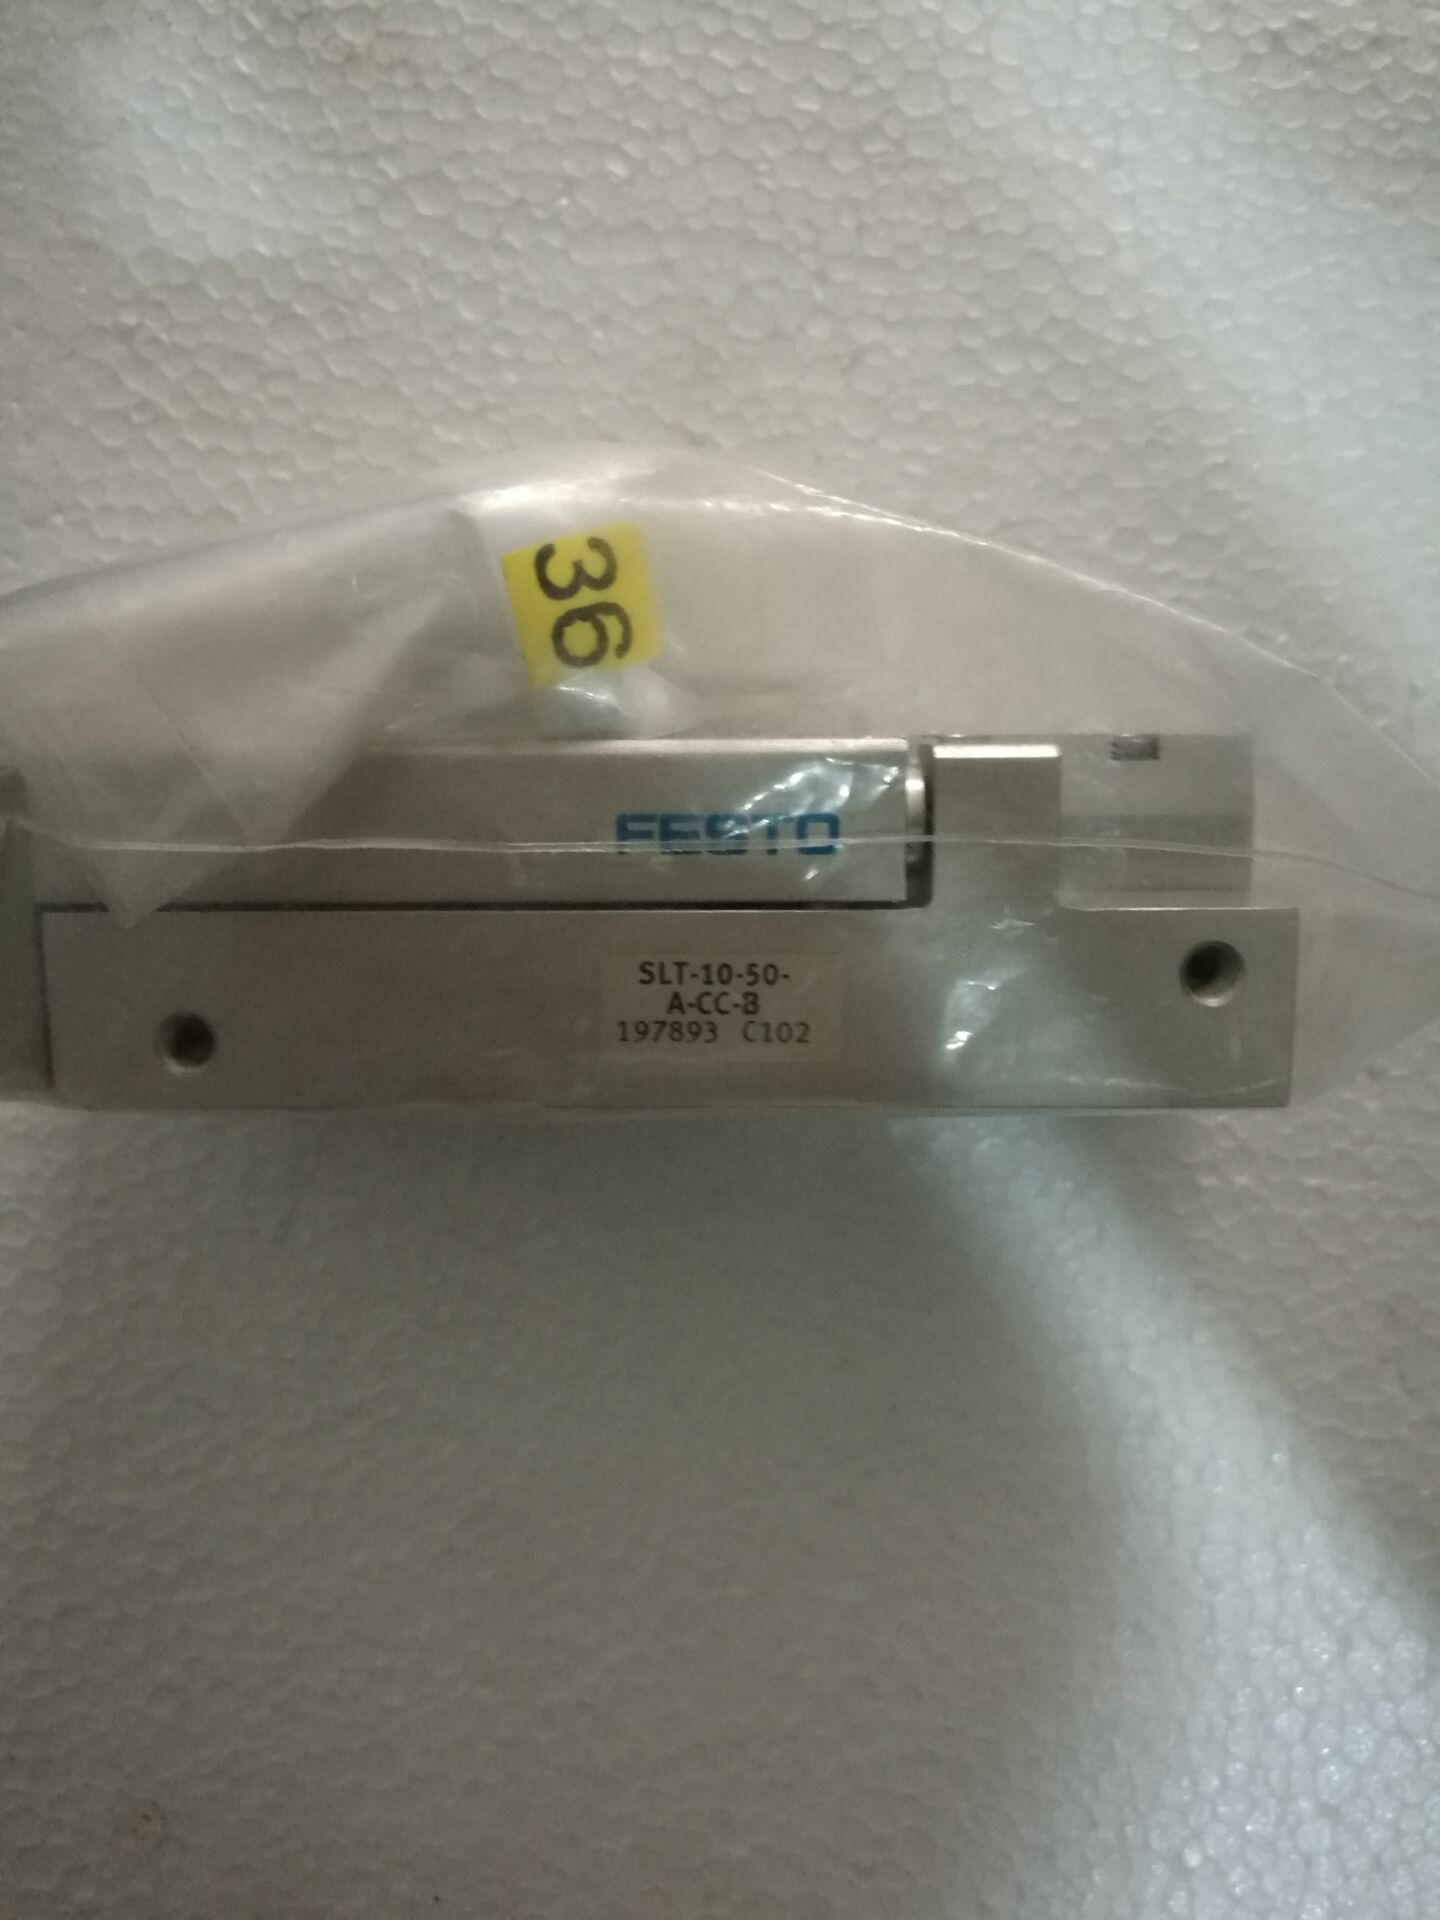 36
FESTO
SLT-10-50-
A-CC-B
197893 C102